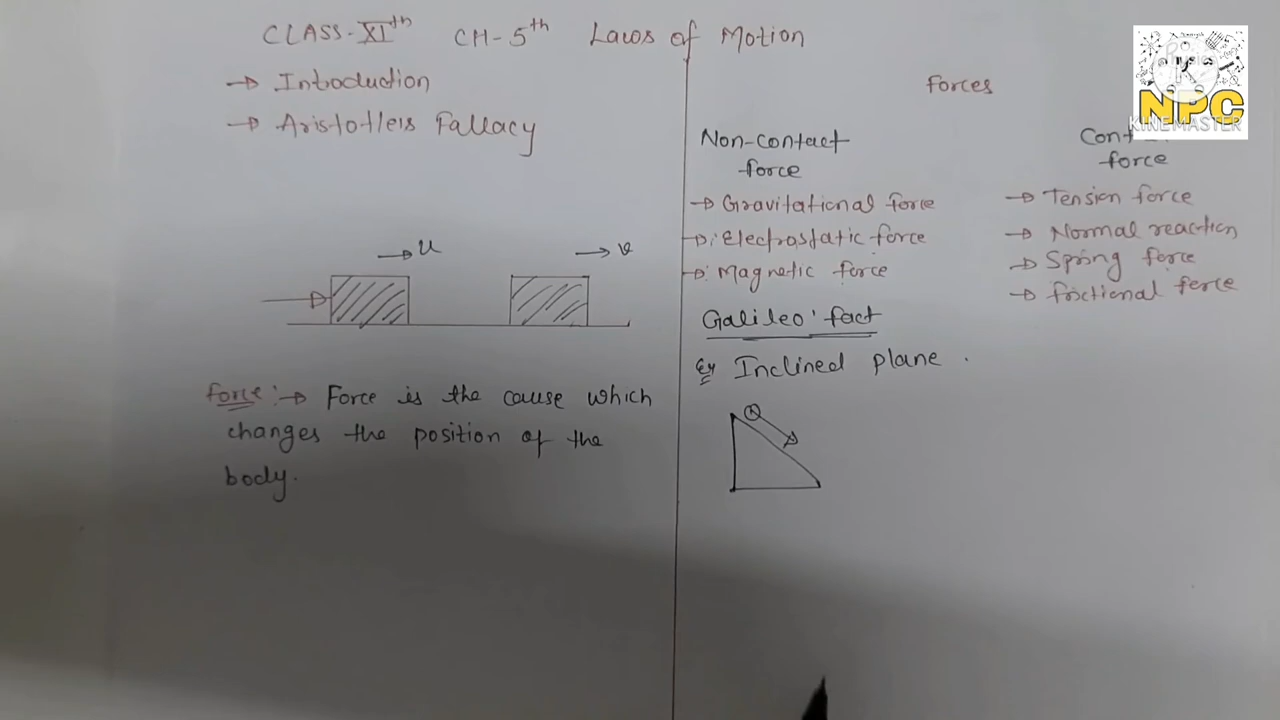 CLASS-XIth CH-5th Laws of Motion
→ Introduction
→ Aristotle's Fallacy
u
v
Force :→ Force is the cause which
changes the position of the
body.
Forces
Non-contact
force
→ Gravitational force
→ Electrostatic force
→ Magnetic force
Galileo' fact
Ex Inclined plane .
force
→ Tension force
→ Normal reaction
→ Spring force
→ frictional force
Physics
NPC
KINEMASTER